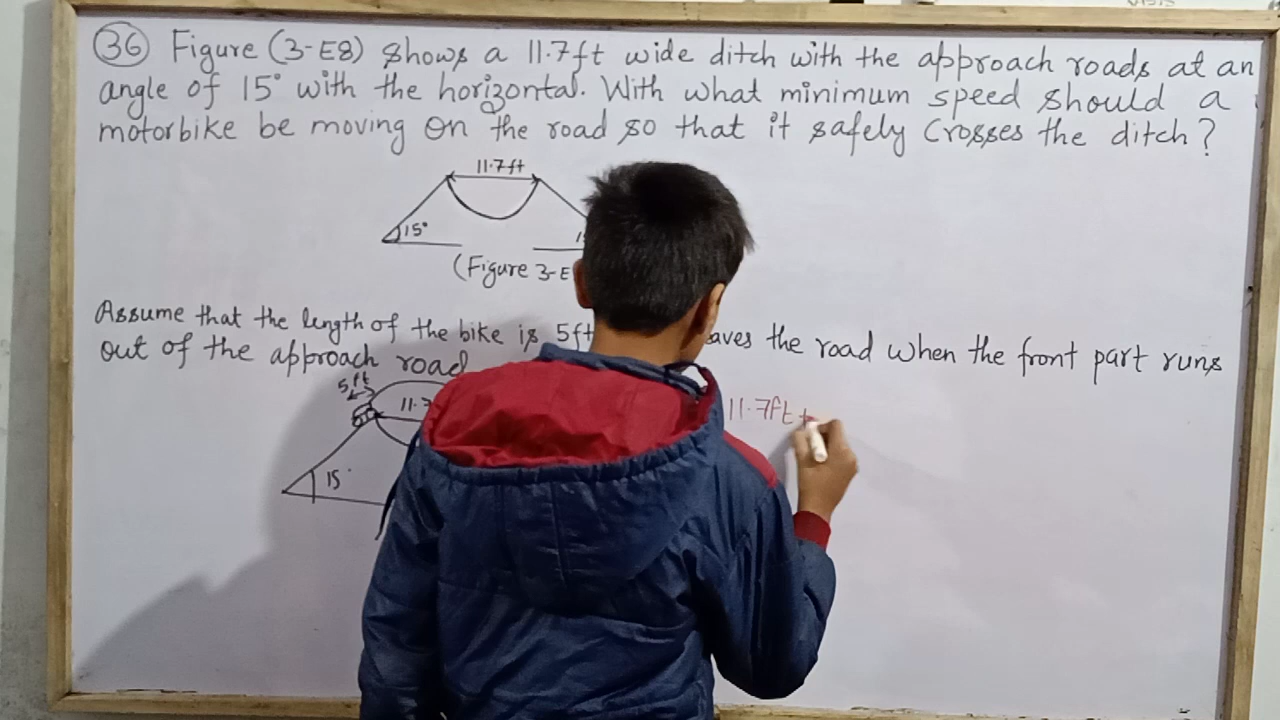 36 Figure (3-E8) shows a 11.7ft wide ditch with the approach roads at an
angle of 15° with the horizontal. With what minimum speed should a
motorbike be moving on the road so that it safely crosses the ditch?
11.7ft
15°
(Figure 3-E
Assume that the length of the bike is 5ft aves the road when the front part runs
out of the approach road
5 ft
11.7
11.7ft +
15°